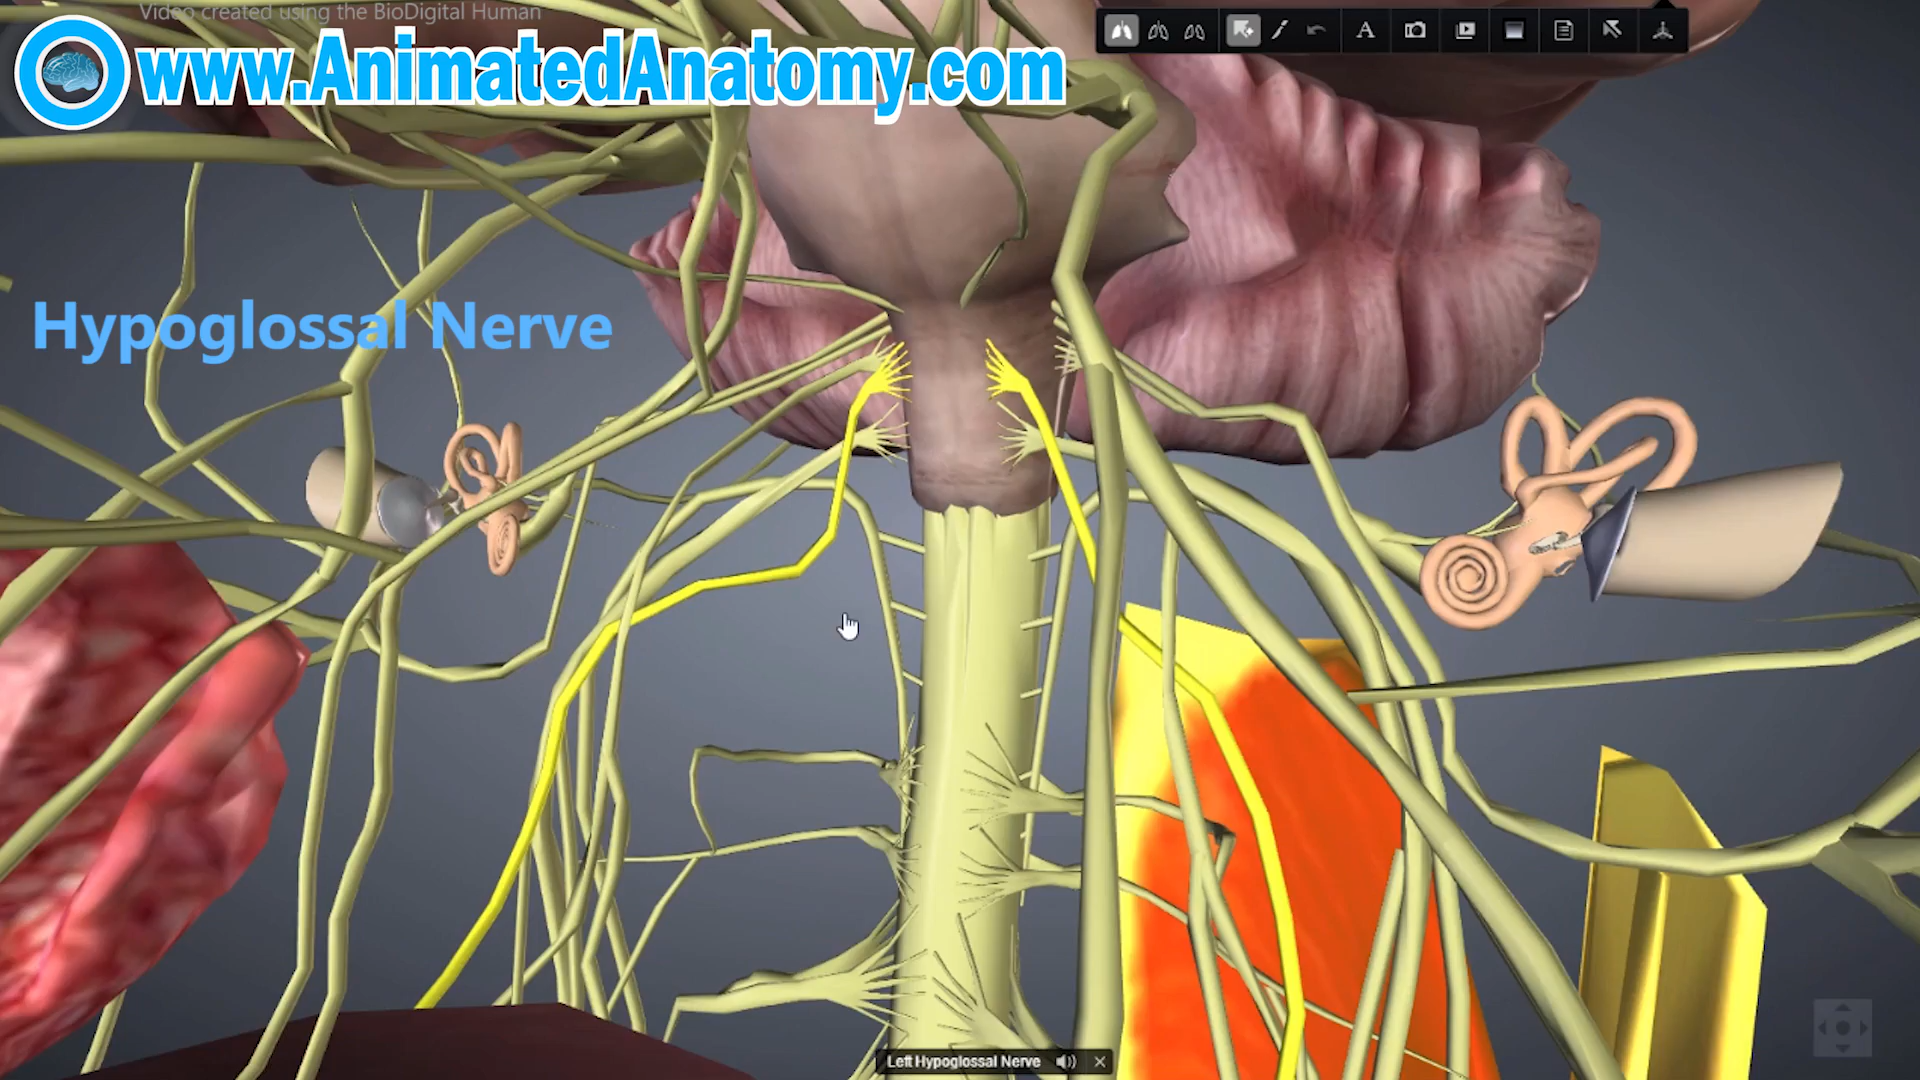 Video created using the BioDigital Human
www.AnimatedAnatomy.com
A
Hypoglossal Nerve
Left Hypoglossal Nerve